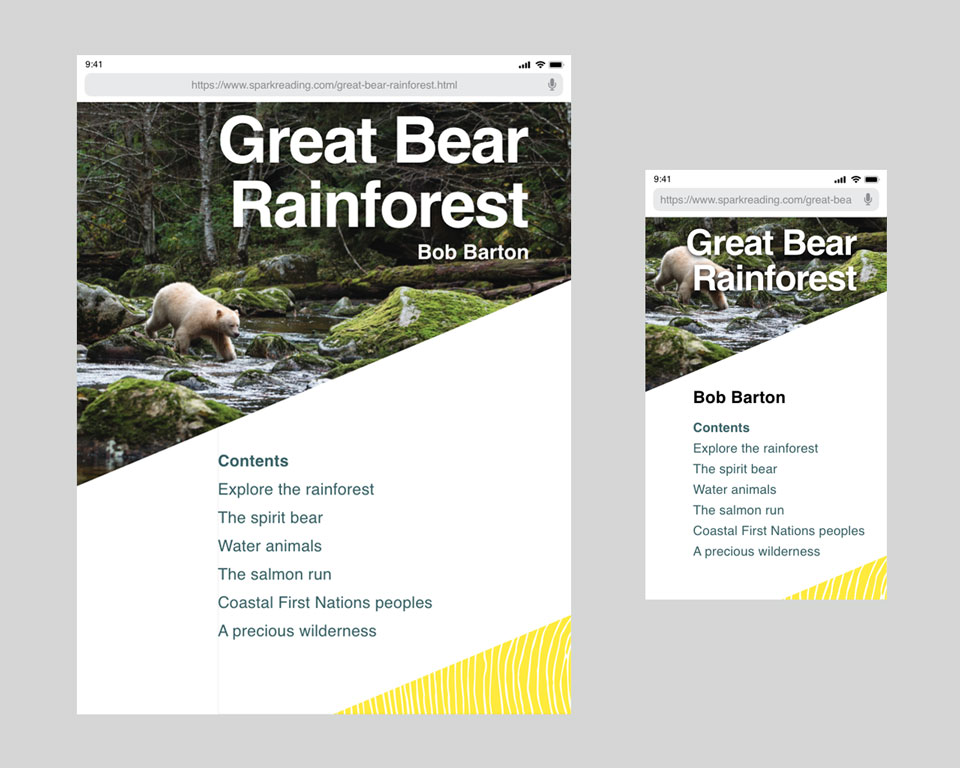 9:41
https://www.sparkreading.com/great-bear-rainforest.html
Great Bear
Rainforest
Bob Barton
Contents
Explore the rainforest
The spirit bear
Water animals
The salmon run
Coastal First Nations peoples
A precious wilderness
9:41
https://www.sparkreading.com/great-bea
Great Bear
Rainforest
Bob Barton
Contents
Explore the rainforest
The spirit bear
Water animals
The salmon run
Coastal First Nations peoples
A precious wilderness